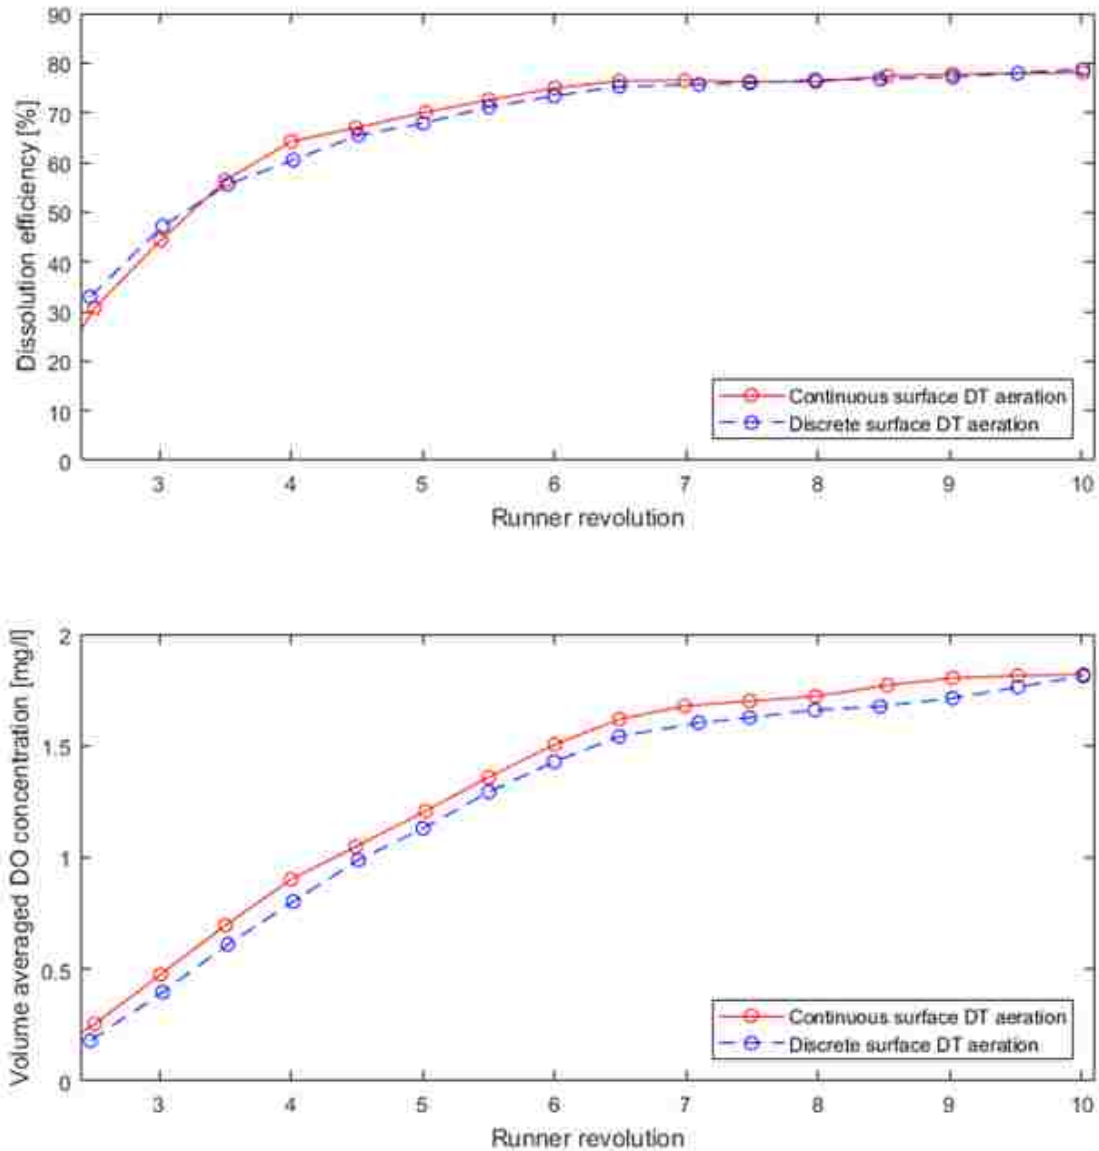 90
80
70
60
50
40
30
20
10
0
Dissolution efficiency [%]
Continuous surface DT aeration
Discrete surface DT aeration
3 4 5 6 7 8 9 10
Runner revolution
2
1.5
1
0.5
0
Volume averaged DO concentration [mg/l]
Continuous surface DT aeration
Discrete surface DT aeration
3 4 5 6 7 8 9 10
Runner revolution